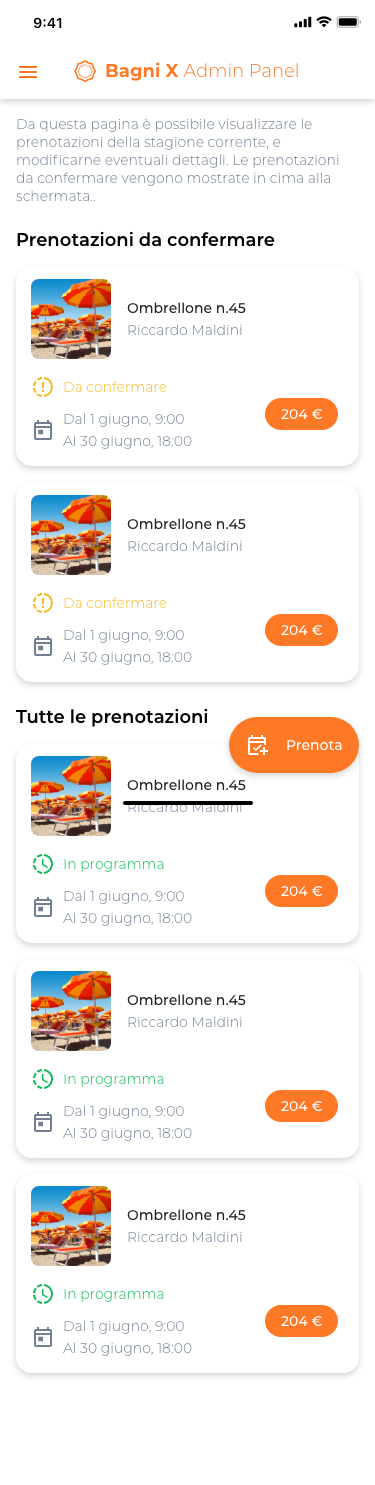 9:41
Bagni X Admin Panel
Da questa pagina è possibile visualizzare le
prenotazioni della stagione corrente, e
modificarne eventuali dettagli. Le prenotazioni
da confermare vengono mostrate in cima alla
schermata..
Prenotazioni da confermare
Ombrellone n.45
Riccardo Maldini
Da confermare
Dal 1 giugno, 9:00
Al 30 giugno, 18:00
204 €
Ombrellone n.45
Riccardo Maldini
Da confermare
Dal 1 giugno, 9:00
Al 30 giugno, 18:00
204 €
Tutte le prenotazioni
Prenota
Ombrellone n.45
Riccardo Maldini
In programma
Dal 1 giugno, 9:00
Al 30 giugno, 18:00
204 €
Ombrellone n.45
Riccardo Maldini
In programma
Dal 1 giugno, 9:00
Al 30 giugno, 18:00
204 €
Ombrellone n.45
Riccardo Maldini
In programma
Dal 1 giugno, 9:00
Al 30 giugno, 18:00
204 €